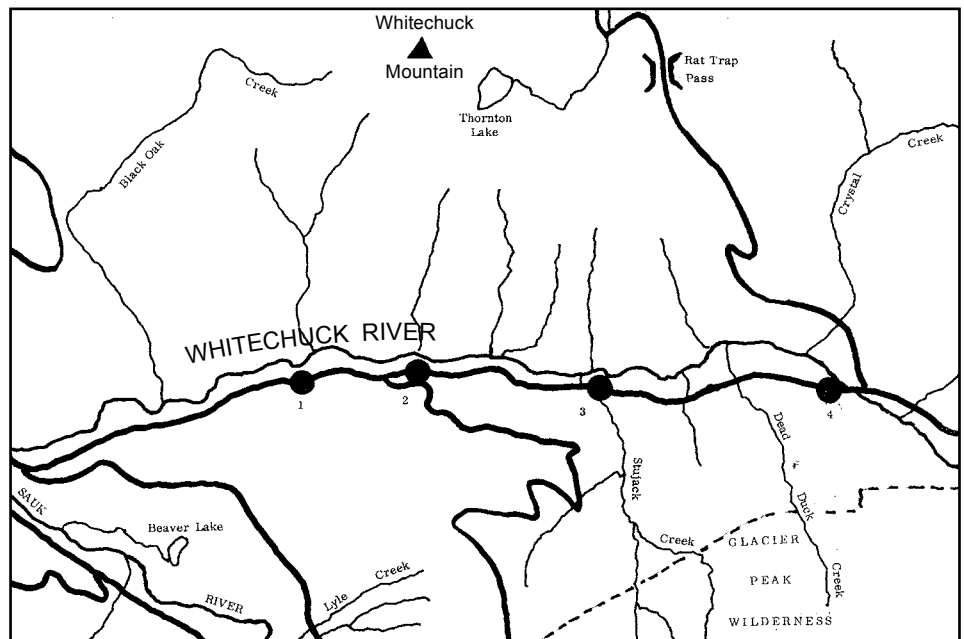 Whitechuck
Mountain
Rat Trap
Pass
Creek
Thornton
Lake
Creek
Black Oak
Crystal
WHITECHUCK RIVER
1
2
3
4
Dead
Duck
Creek
Stujack
Creek
SAUK
RIVER
Beaver Lake
Lyle
Creek
GLACIER
PEAK
WILDERNESS